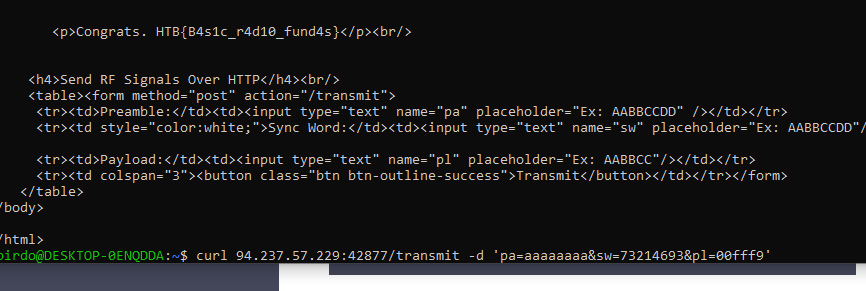 <p>Congrats. HTB{B4s1c_r4d10_fund4s}</p><br/>
<h4>Send RF Signals Over HTTP</h4><br/>
<table><form method="post" action="/transmit">
<tr><td>Preamble:</td><td><input type="text" name="pa" placeholder="Ex: AABBCCDD" /></td></tr>
<tr><td style="color:white;">Sync Word:</td><td><input type="text" name="sw" placeholder="Ex: AABBCCDD"/
<tr><td>Payload:</td><td><input type="text" name="pl" placeholder="Ex: AABBCC"/></td></tr>
<tr><td colspan="3"><button class="btn btn-outline-success">Transmit</button></td></tr></form>
</table>
/body>
/html>
birdo@DESKTOP-0ENQDDA:~$ curl 94.237.57.229:42877/transmit -d 'pa=aaaaaaaa&sw=73214693&pl=00fff9'